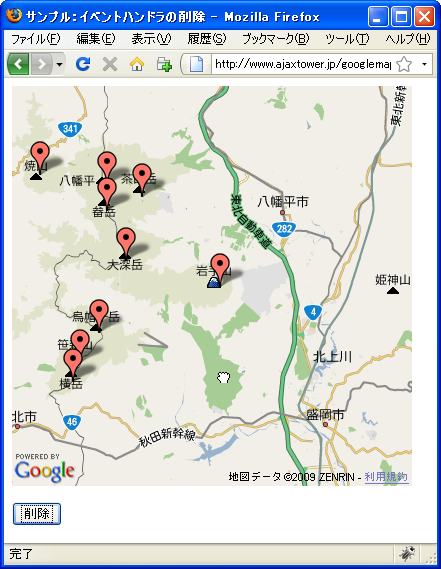 サンプル：イベントハンドラの削除 - Mozilla Firefox
ファイル(F) 編集(E) 表示(V) 履歴(S) ブックマーク(B) ツール(T) ヘルプ(H)
http://www.ajaxtower.jp/googlemap
東北新
341
焼山
八幡平
茶臼岳
畚岳
八幡平市
東北自動車道
282
大深岳
岩手山
姫神山
烏帽子岳
4
笹森山
北上川
横岳
盛岡市
北市
46
秋田新幹線
POWERED BY
Google
地図データ ©2009 ZENRIN - 利用規約
削除
完了